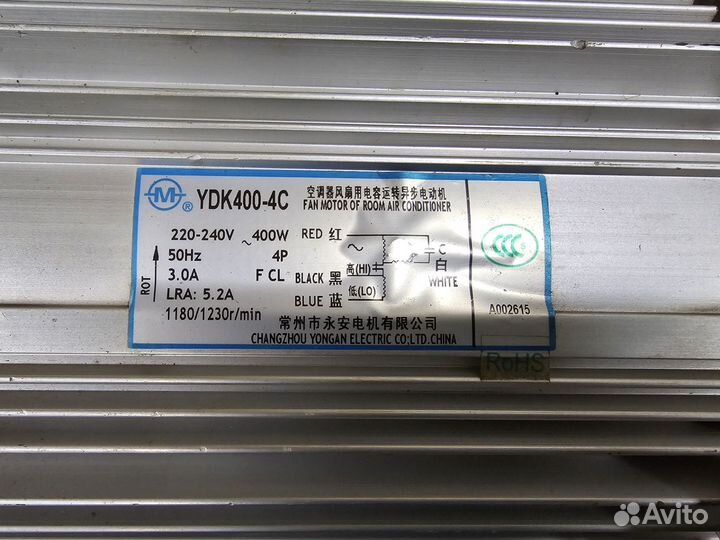 M ®
YDK400-4C
空调器风扇用电容运转异步电动机
FAN MOTOR OF ROOM AIR CONDITIONER
220-240V ~ 400W
50Hz 4P
3.0A F CL
LRA: 5.2A
1180/1230r/min
ROT
RED 红
~
C
高(HI)
白
BLACK 黑
WHITE
低(LO)
BLUE 蓝
CCC
A002615
常州市永安电机有限公司
CHANGZHOU YONGAN ELECTRIC CO;LTD.CHINA
RoHS
Avito